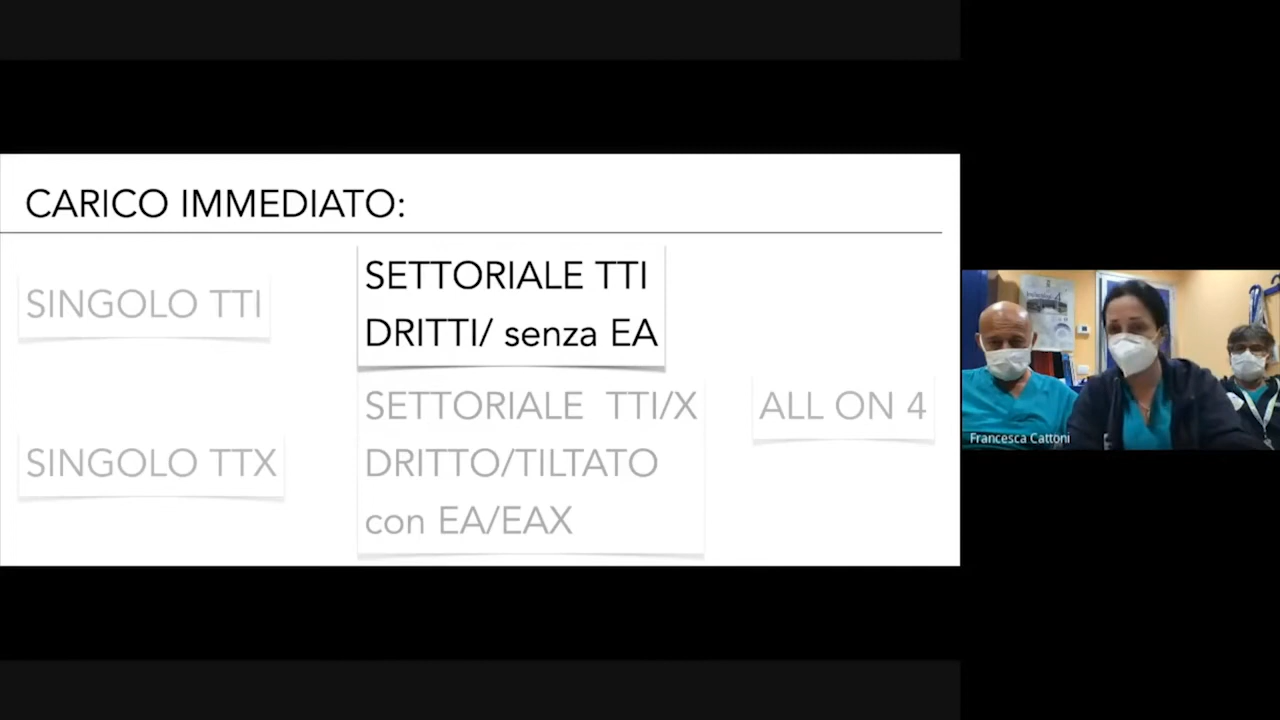 CARICO IMMEDIATO:
SINGOLO TTI
SINGOLO TTX
SETTORIALE TTI
DRITTI/ senza EA
SETTORIALE TTI/X
DRITTO/TILTATO
con EA/EAX
ALL ON 4
Francesca Cattoni